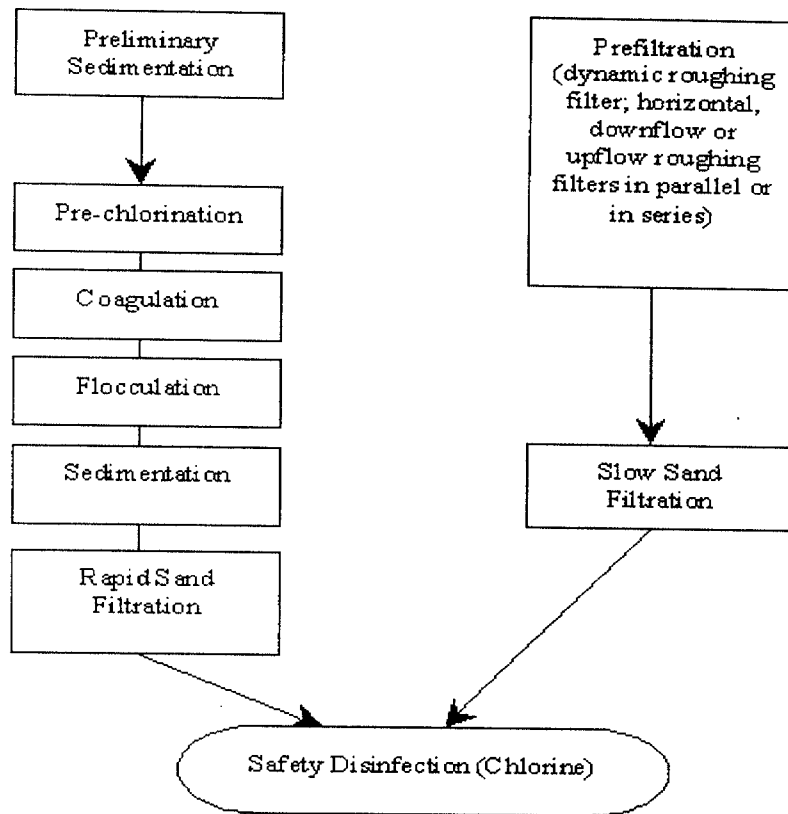 Preliminary
Sedimentation
Pre-chlorination
Coagulation
Flocculation
Sedimentation
Rapid Sand
Filtration
Prefiltration
(dynamic roughing
filter; horizontal,
downflow or
upflow roughing
filters in parallel or
in series)
Slow Sand
Filtration
Safety Disinfection (Chlorine)